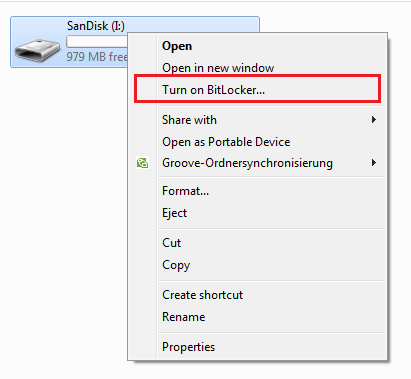 SanDisk (I:)
979 MB free
Open
Open in new window
Turn on BitLocker...
Share with
Open as Portable Device
Groove-Ordnersynchronisierung
Format...
Eject
Cut
Copy
Create shortcut
Rename
Properties